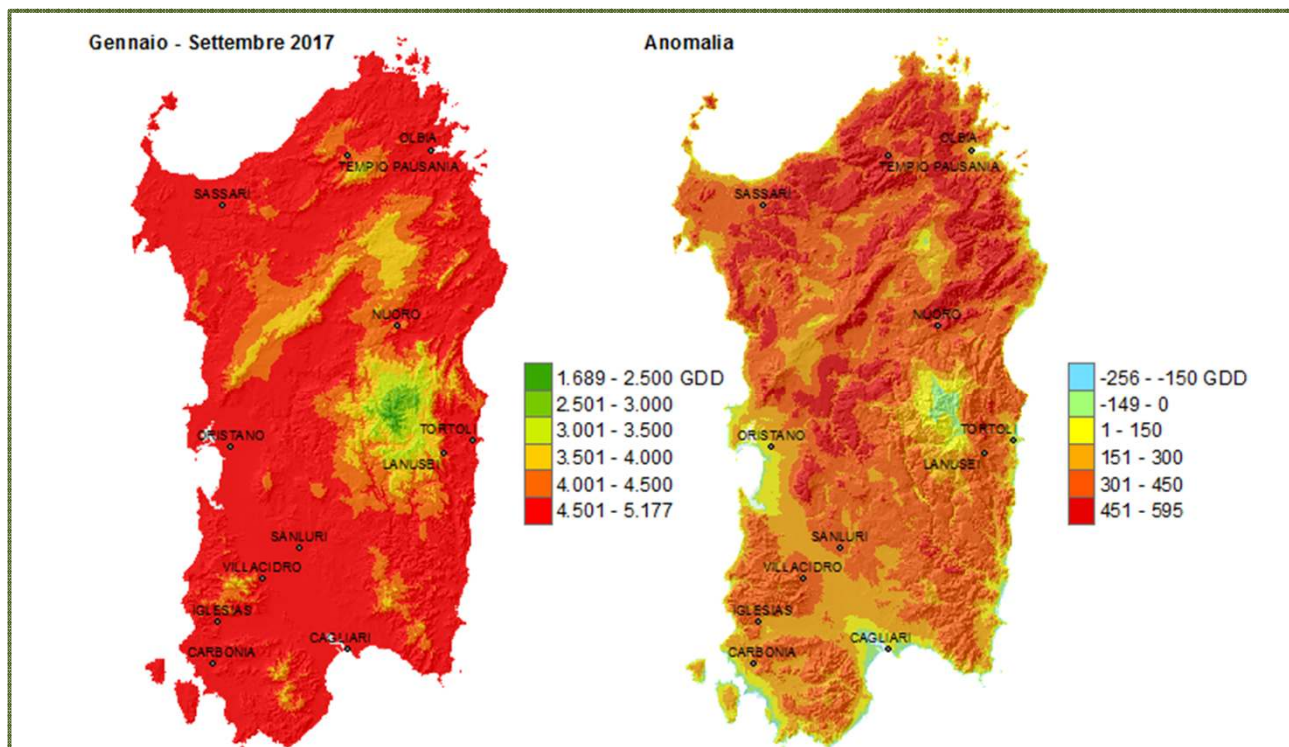 Gennaio - Settembre 2017
OLBIA
TEMPIO PAUSANIA
SASSARI
NUORO
ORISTANO
TORTOLI
LANUSEI
SANLURI
VILLACIDRO
IGLESIAS
CAGLIARI
CARBONIA
1.689 - 2.500 GDD
2.501 - 3.000
3.001 - 3.500
3.501 - 4.000
4.001 - 4.500
4.501 - 5.177
Anomalia
OLBIA
TEMPIO PAUSANIA
SASSARI
NUORO
ORISTANO
TORTOLI
LANUSEI
SANLURI
VILLACIDRO
IGLESIAS
CAGLIARI
CARBONIA
-256 - -150 GDD
-149 - 0
1 - 150
151 - 300
301 - 450
451 - 595